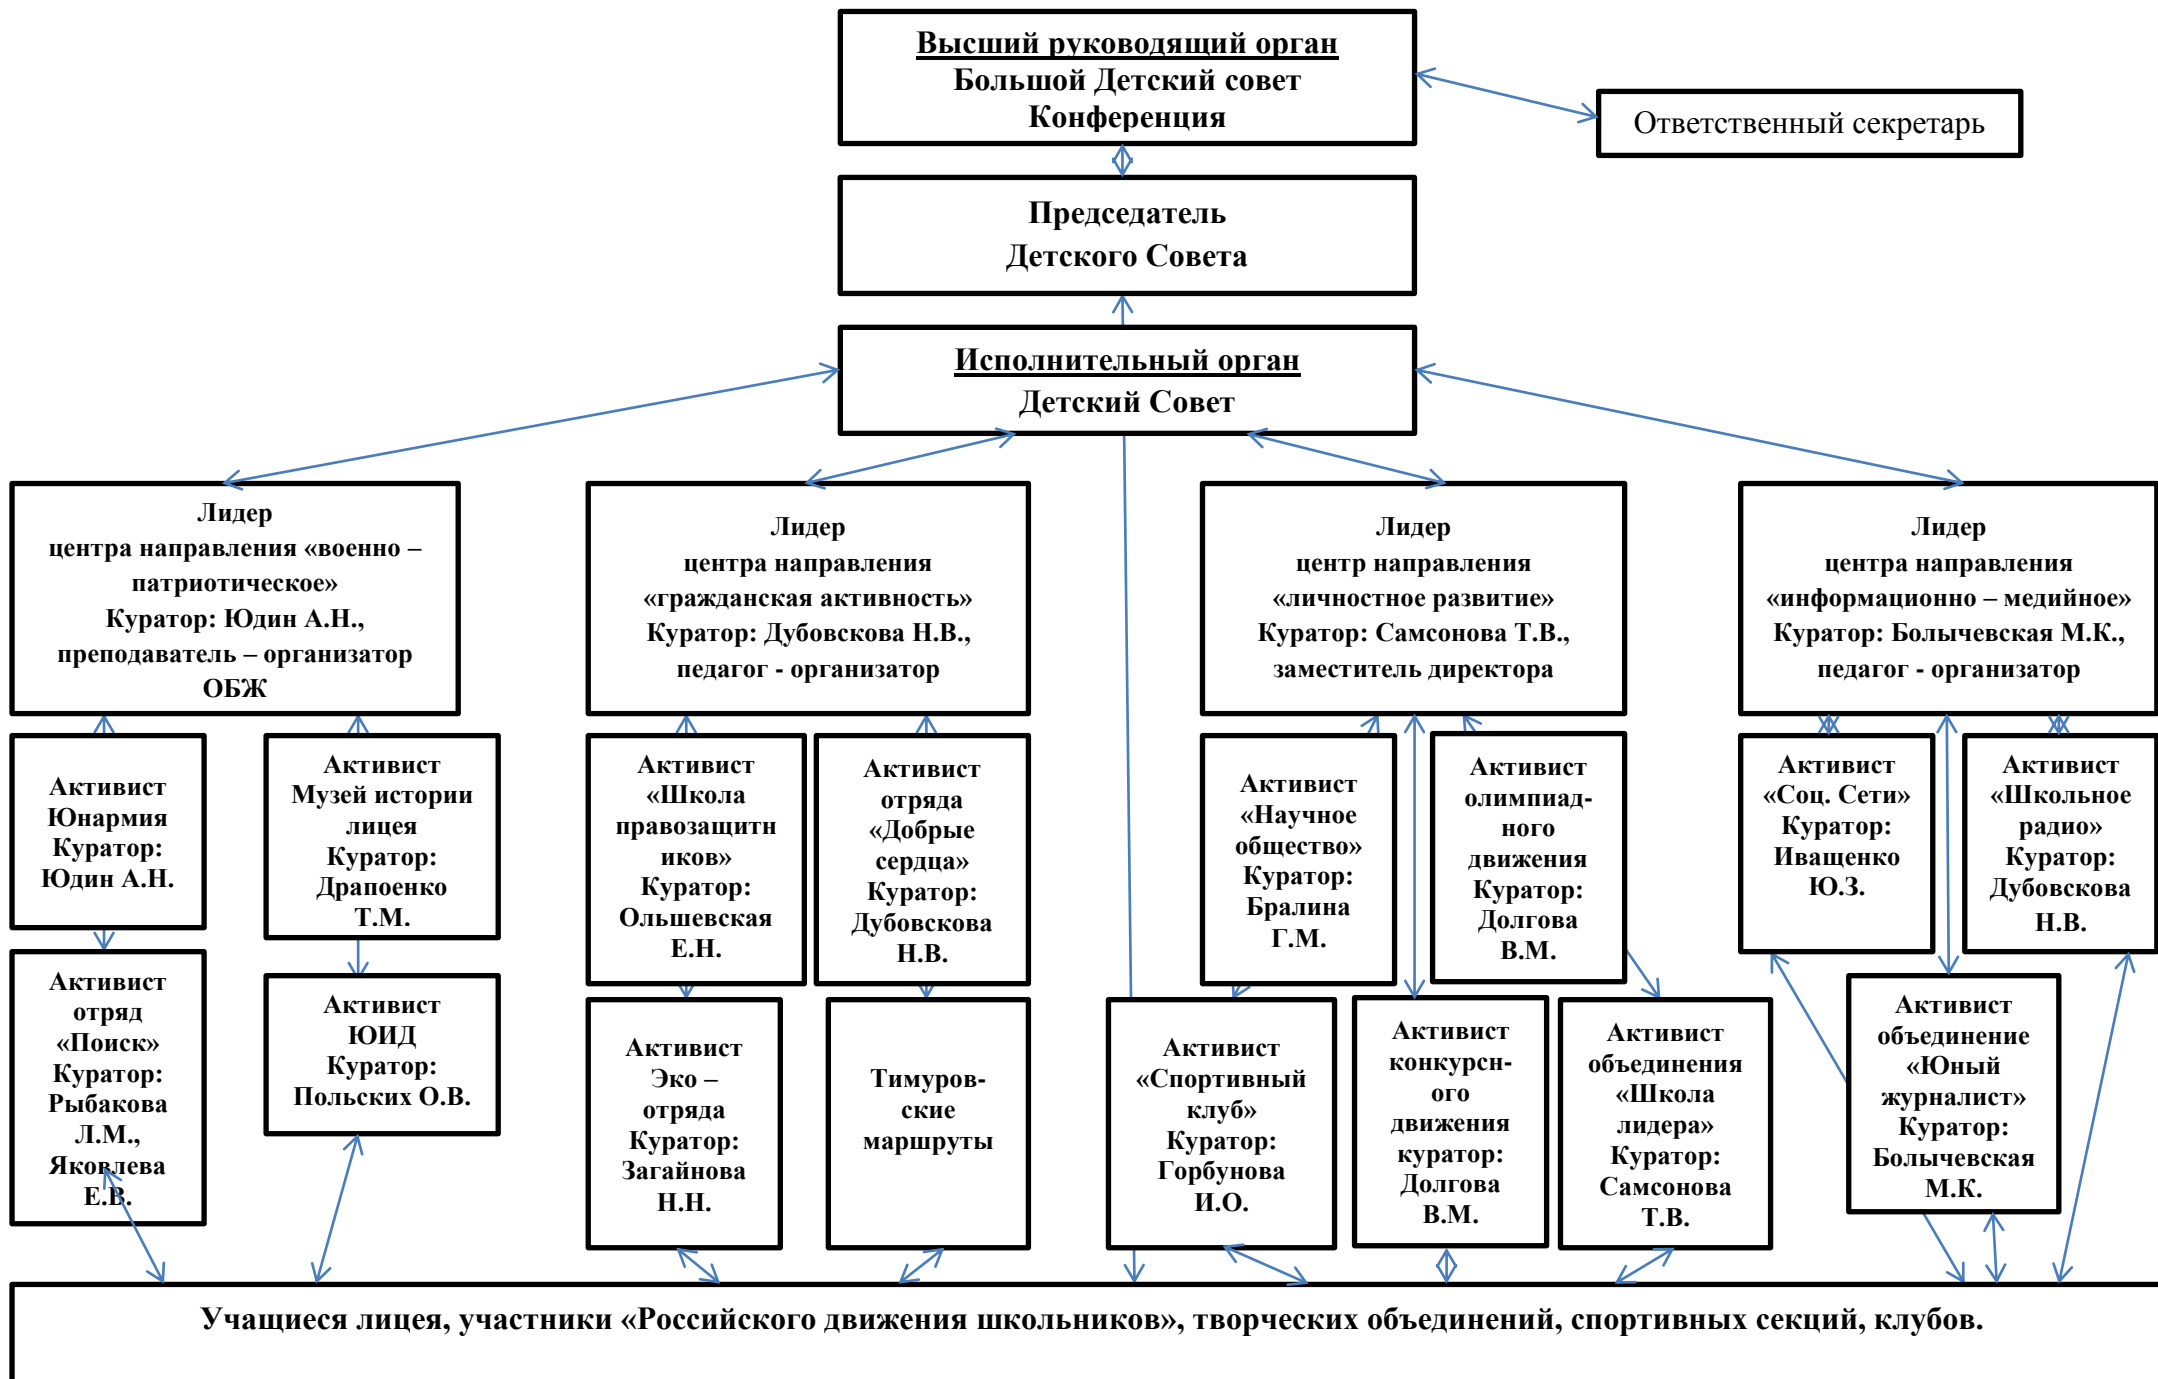 Высший руководящий орган
Большой Детский совет
Конференция
Ответственный секретарь
Председатель
Детского Совета
Исполнительный орган
Детский Совет
Лидер
центра направления «военно –
патриотическое»
Куратор: Юдин А.Н.,
преподаватель – организатор
ОБЖ
Лидер
центра направления
«гражданская активность»
Куратор: Дубовскова Н.В.,
педагог - организатор
Лидер
центр направления
«личностное развитие»
Куратор: Самсонова Т.В.,
заместитель директора
Лидер
центра направления
«информационно – медийное»
Куратор: Болычевская М.К.,
педагог - организатор
Активист
Юнармия
Куратор:
Юдин А.Н.
Активист
Музей истории
лицея
Куратор:
Драпоенко
Т.М.
Активист
«Школа
правозащитн
иков»
Куратор:
Ольшевская
Е.Н.
Активист
отряда
«Добрые
сердца»
Куратор:
Дубовскова
Н.В.
Активист
«Научное
общество»
Куратор:
Бралина
Г.М.
Активист
олимпиад-
ного
движения
Куратор:
Долгова
В.М.
Активист
«Соц. Сети»
Куратор:
Иващенко
Ю.З.
Активист
«Школьное
радио»
Куратор:
Дубовскова
Н.В.
Активист
отряд
«Поиск»
Куратор:
Рыбакова
Л.М.,
Яковлева
Е.В.
Активист
ЮИД
Куратор:
Польских О.В.
Активист
Эко –
отряда
Куратор:
Загайнова
Н.Н.
Тимуров-
ские
маршруты
Активист
«Спортивный
клуб»
Куратор:
Горбунова
И.О.
Активист
конкурсн-
ого
движения
куратор:
Долгова
В.М.
Активист
объединения
«Школа
лидера»
Куратор:
Самсонова
Т.В.
Активист
объединение
«Юный
журналист»
Куратор:
Болычевская
М.К.
Учащиеся лицея, участники «Российского движения школьников», творческих объединений, спортивных секций, клубов.